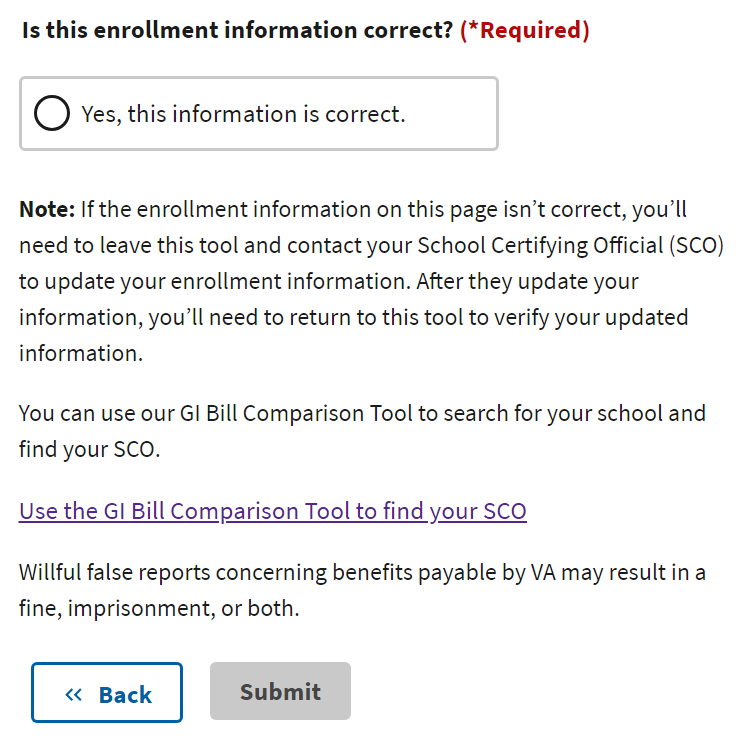 Is this enrollment information correct? (*Required)
Yes, this information is correct.
Note: If the enrollment information on this page isn’t correct, you’ll
need to leave this tool and contact your School Certifying Official (SCO)
to update your enrollment information. After they update your
information, you’ll need to return to this tool to verify your updated
information.
You can use our GI Bill Comparison Tool to search for your school and
find your SCO.
Use the GI Bill Comparison Tool to find your SCO
Willful false reports concerning benefits payable by VA may result in a
fine, imprisonment, or both.
« Back Submit